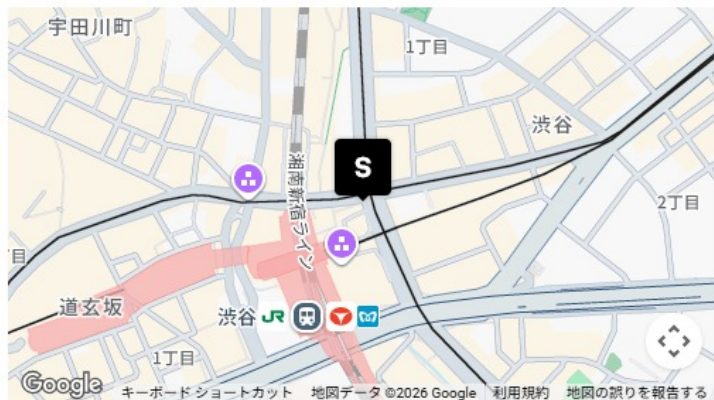 宇田川町
1丁目
渋谷
S
湘南新宿ライン
2丁目
丁目
道玄坂
渋谷 JR
1丁目
Google
キーボード ショートカット 地図データ ©2026 Google 利用規約 地図の誤りを報告する